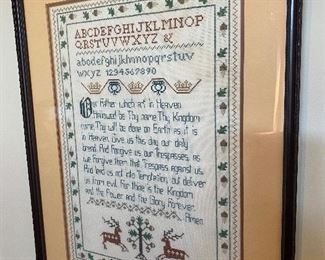 ABCDEFGHIJKLMNOP
QRSTUVWXYZ &
abcdefghijklmnopqrstuv
wxyz 1234567890
Our Father which art in Heaven
Hallowed be Thy name Thy Kingdom
come Thy will be done on Earth as it is
in Heaven. Give us this day our daily
bread. And Forgive us our Trespasses as
we Forgive them that Trespass against us.
And lead us not into Temptation, but deliver
us from evil. For thine is the Kingdom
and the Power and the Glory Forever.
Amen